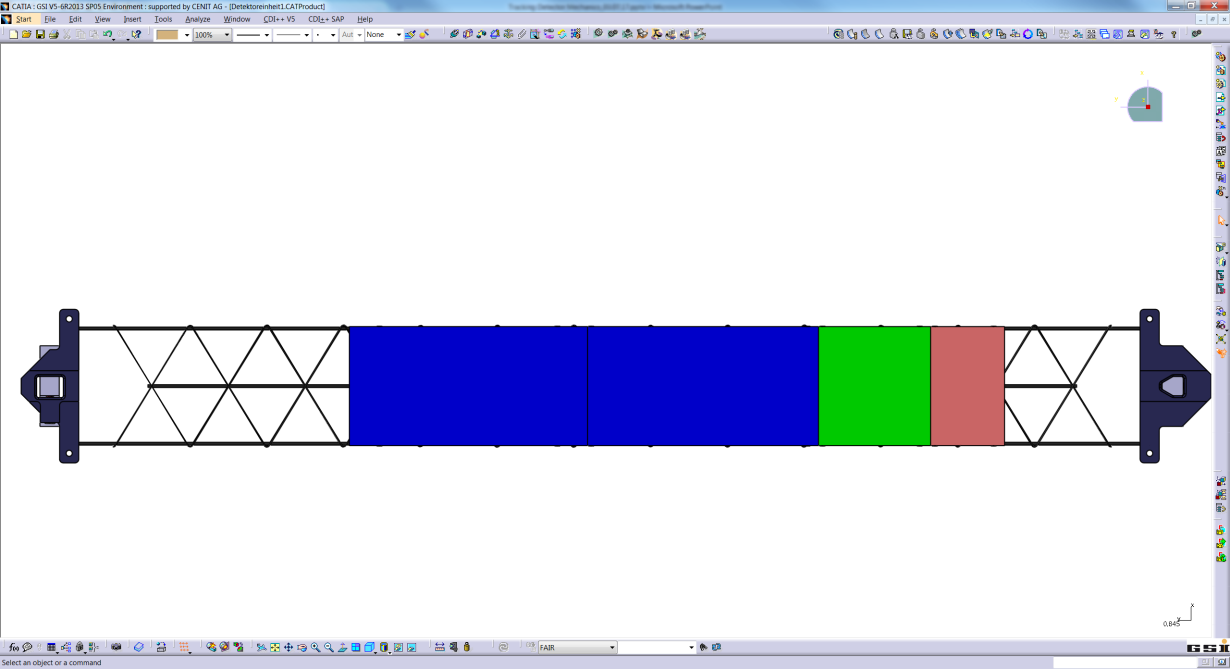 CATIA : GSI V5-6R2013 SP05 Environment : supported by CENIT AG - [Detektoreinheit1.CATProduct]
Start File Edit View Insert Tools Analyze Window CDI++ V5 CDI+ SAP Help
100% Aut None
0.845
FAIR
GSI
Select an object or a command